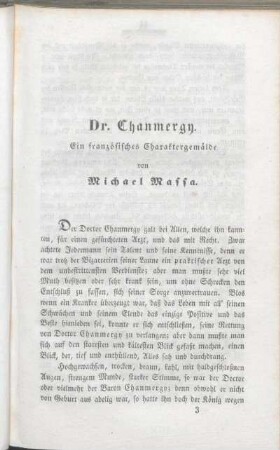 Dr. Chanmergy.
Ein französisches Charaktergemälde
von
Michael Massa.
Der Doctor Chanmergy galt bei Allen, welche ihn kann-
ten, für einen gesuchten Arzt, und das mit Recht. Zwar
achtete Jedermann sein Talent und seine Kenntnisse, denn er
war trotz der Bizarrerien seiner Laune ein praktischer Arzt von
dem unbestrittensten Verdienste; aber man mußte sehr viel
Muth besitzen oder sehr krank sein, um ohne Schrecken den
Entschluß zu fassen, sich seiner Sorge anzuvertrauen. Blos
wenn ein Kranker überzeugt war, daß das Leben mit all' seinen
Schwächen und seinem Elende das einzige Positive und das
Beste hienieden sei, konnte er sich entschließen, seine Rettung
von Doctor Chanmergy zu verlangen; aber dann mußte man
sich auf den starrsten und kältesten Blick gefaßt machen, einen
Blick, der, tief und enthüllend, Alles sah und durchdrang.
Hochgewachsen, trocken, braun, kahl, mit halbgeschlossenen
Augen, strengem Munde, starker Stimme, so war der Doctor
oder vielmehr der Baron Chanmergy; denn obwohl er nicht
von Geburt aus adelig war, so hatte ihn doch der König wegen
3